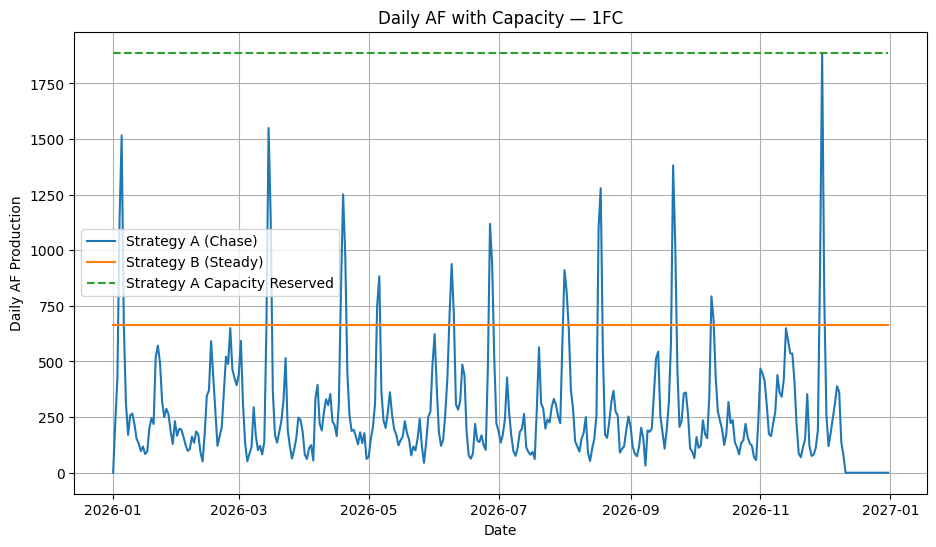 Daily AF with Capacity — 1FC
Daily AF Production
1750
1500
1250
1000
750
500
250
0
Strategy A (Chase)
Strategy B (Steady)
Strategy A Capacity Reserved
2026-01
2026-03
2026-05
2026-07
2026-09
2026-11
2027-01
Date